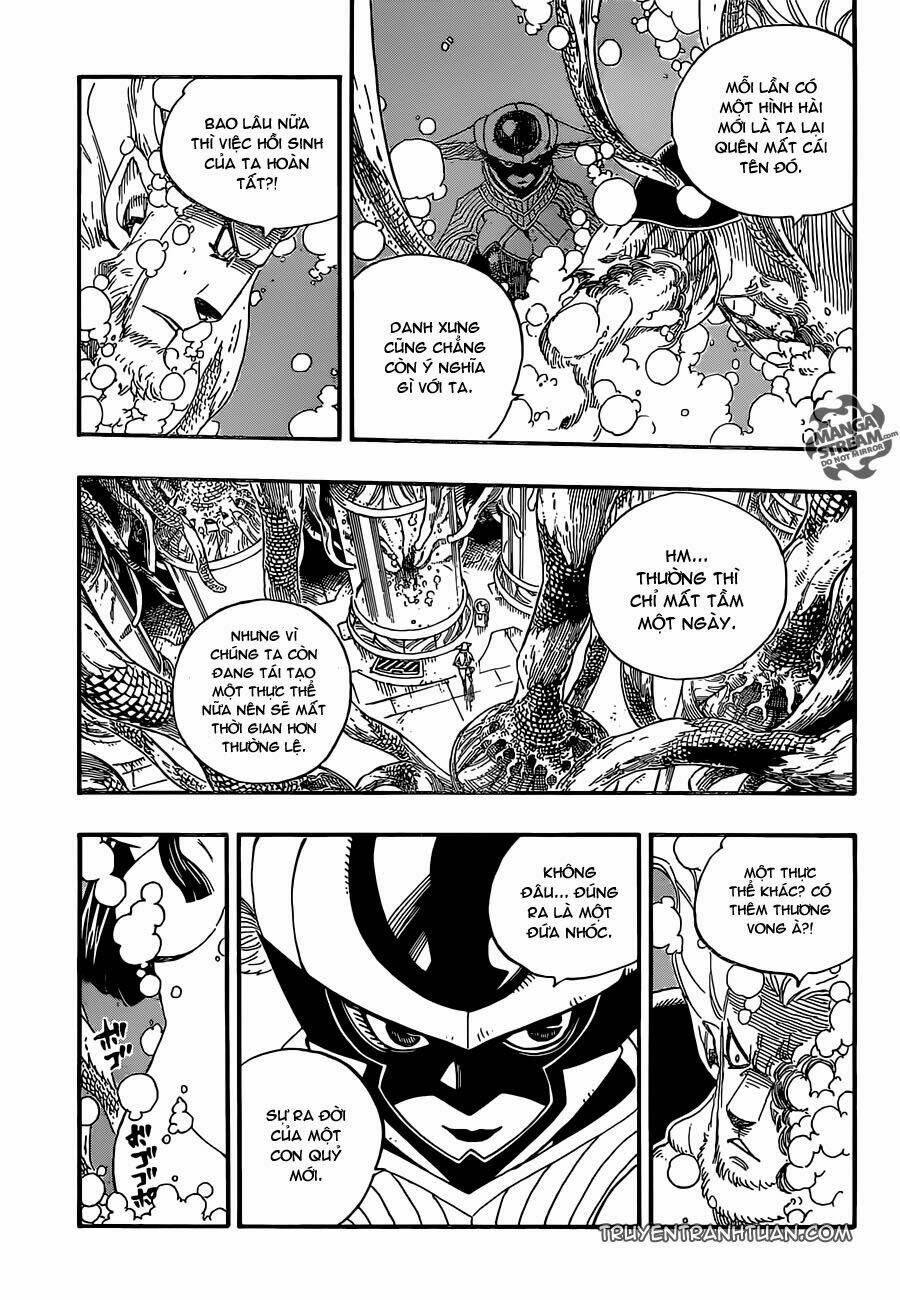 MỖI LẦN CÓ
MỘT HÌNH HÀI
MỚI LÀ TA LẠI
QUÊN MẤT CÁI
TÊN ĐÓ.
DANH XƯNG
CŨNG CHẲNG
CÒN Ý NGHĨA
GÌ VỚI TA.
BAO LÂU NỮA
THÌ VIỆC HỒI SINH
CỦA TA HOÀN
TẤT?!
MANGA
STREAM.com
DO NOT MIRROR
HM...
THƯỜNG THÌ
CHỈ MẤT TẦM
MỘT NGÀY.
NHƯNG VÌ
CHÚNG TA CÒN
ĐANG TÁI TẠO
MỘT THỰC THỂ
NỮA NÊN SẼ MẤT
THỜI GIAN HƠN
THƯỜNG LỆ.
MỘT THỰC
THỂ KHÁC? CÓ
THÊM THƯƠNG
VONG À?!
KHÔNG
ĐÂU... ĐÚNG
RA LÀ MỘT
ĐỨA NHÓC.
SỰ RA ĐỜI
CỦA MỘT
CON QUỶ
MỚI.
TRUYENTRANHTUAN.COM